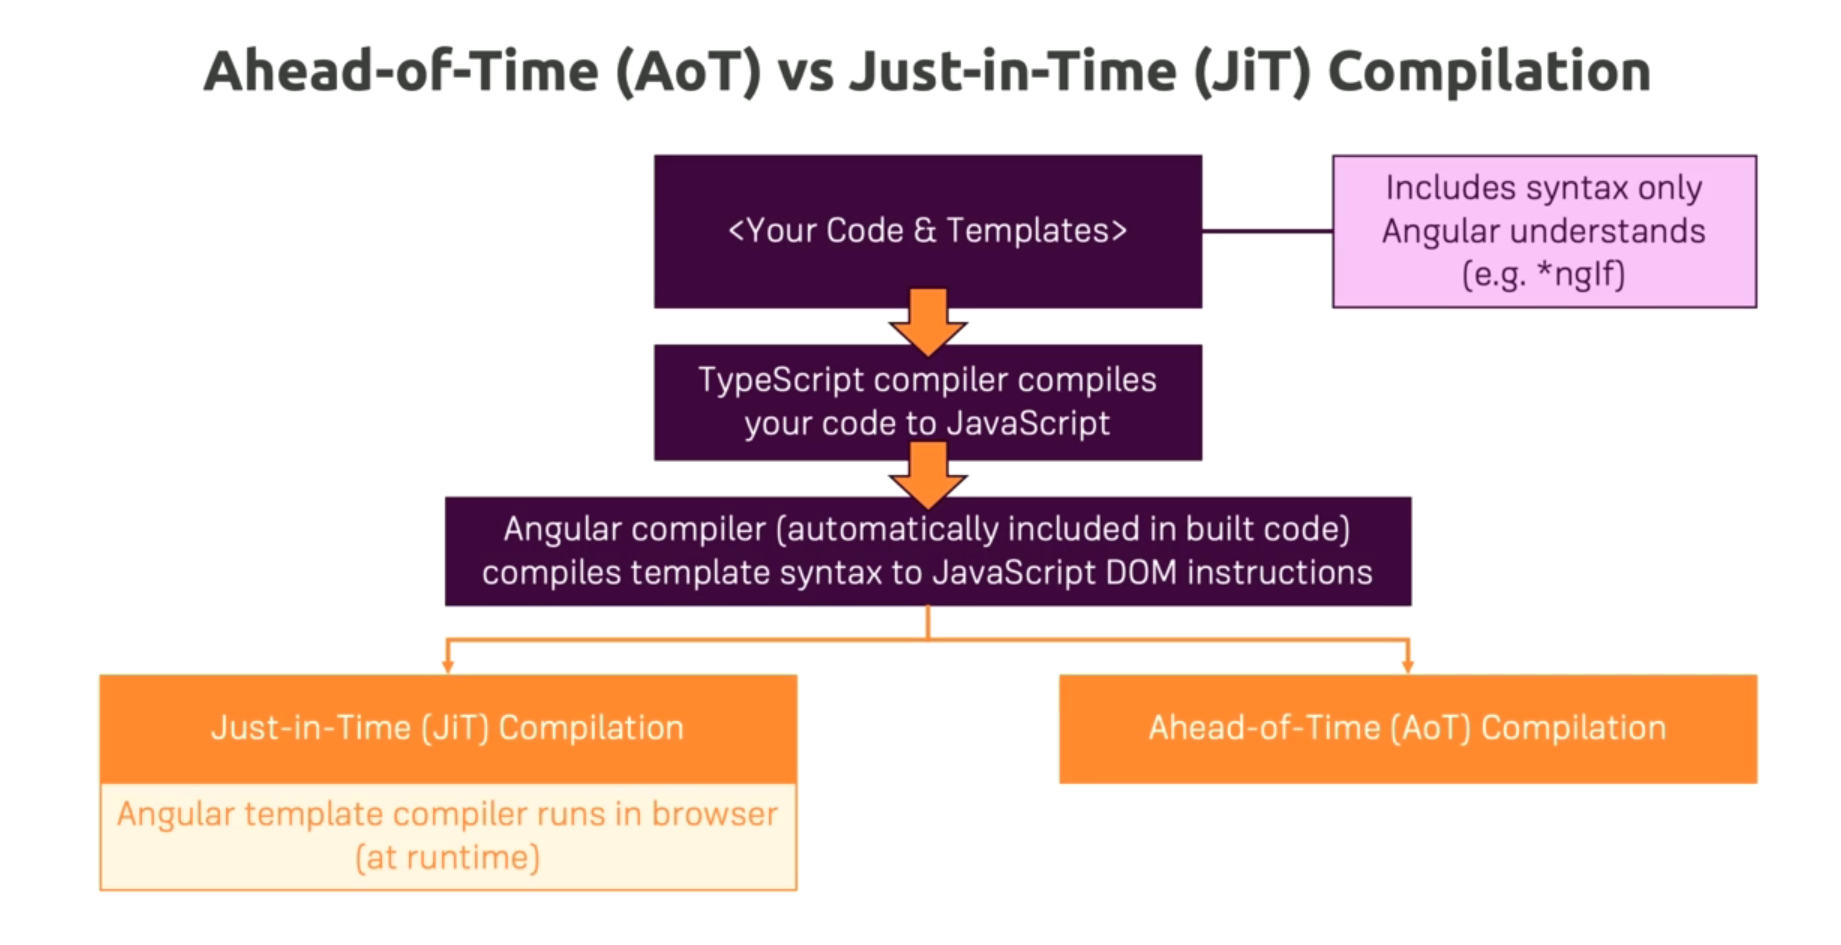 Ahead-of-Time (AoT) vs Just-in-Time (JiT) Compilation
<Your Code & Templates>
Includes syntax only
Angular understands
(e.g. *ngIf)
TypeScript compiler compiles
your code to JavaScript
Angular compiler (automatically included in built code)
compiles template syntax to JavaScript DOM instructions
Just-in-Time (JiT) Compilation
Angular template compiler runs in browser
(at runtime)
Ahead-of-Time (AoT) Compilation